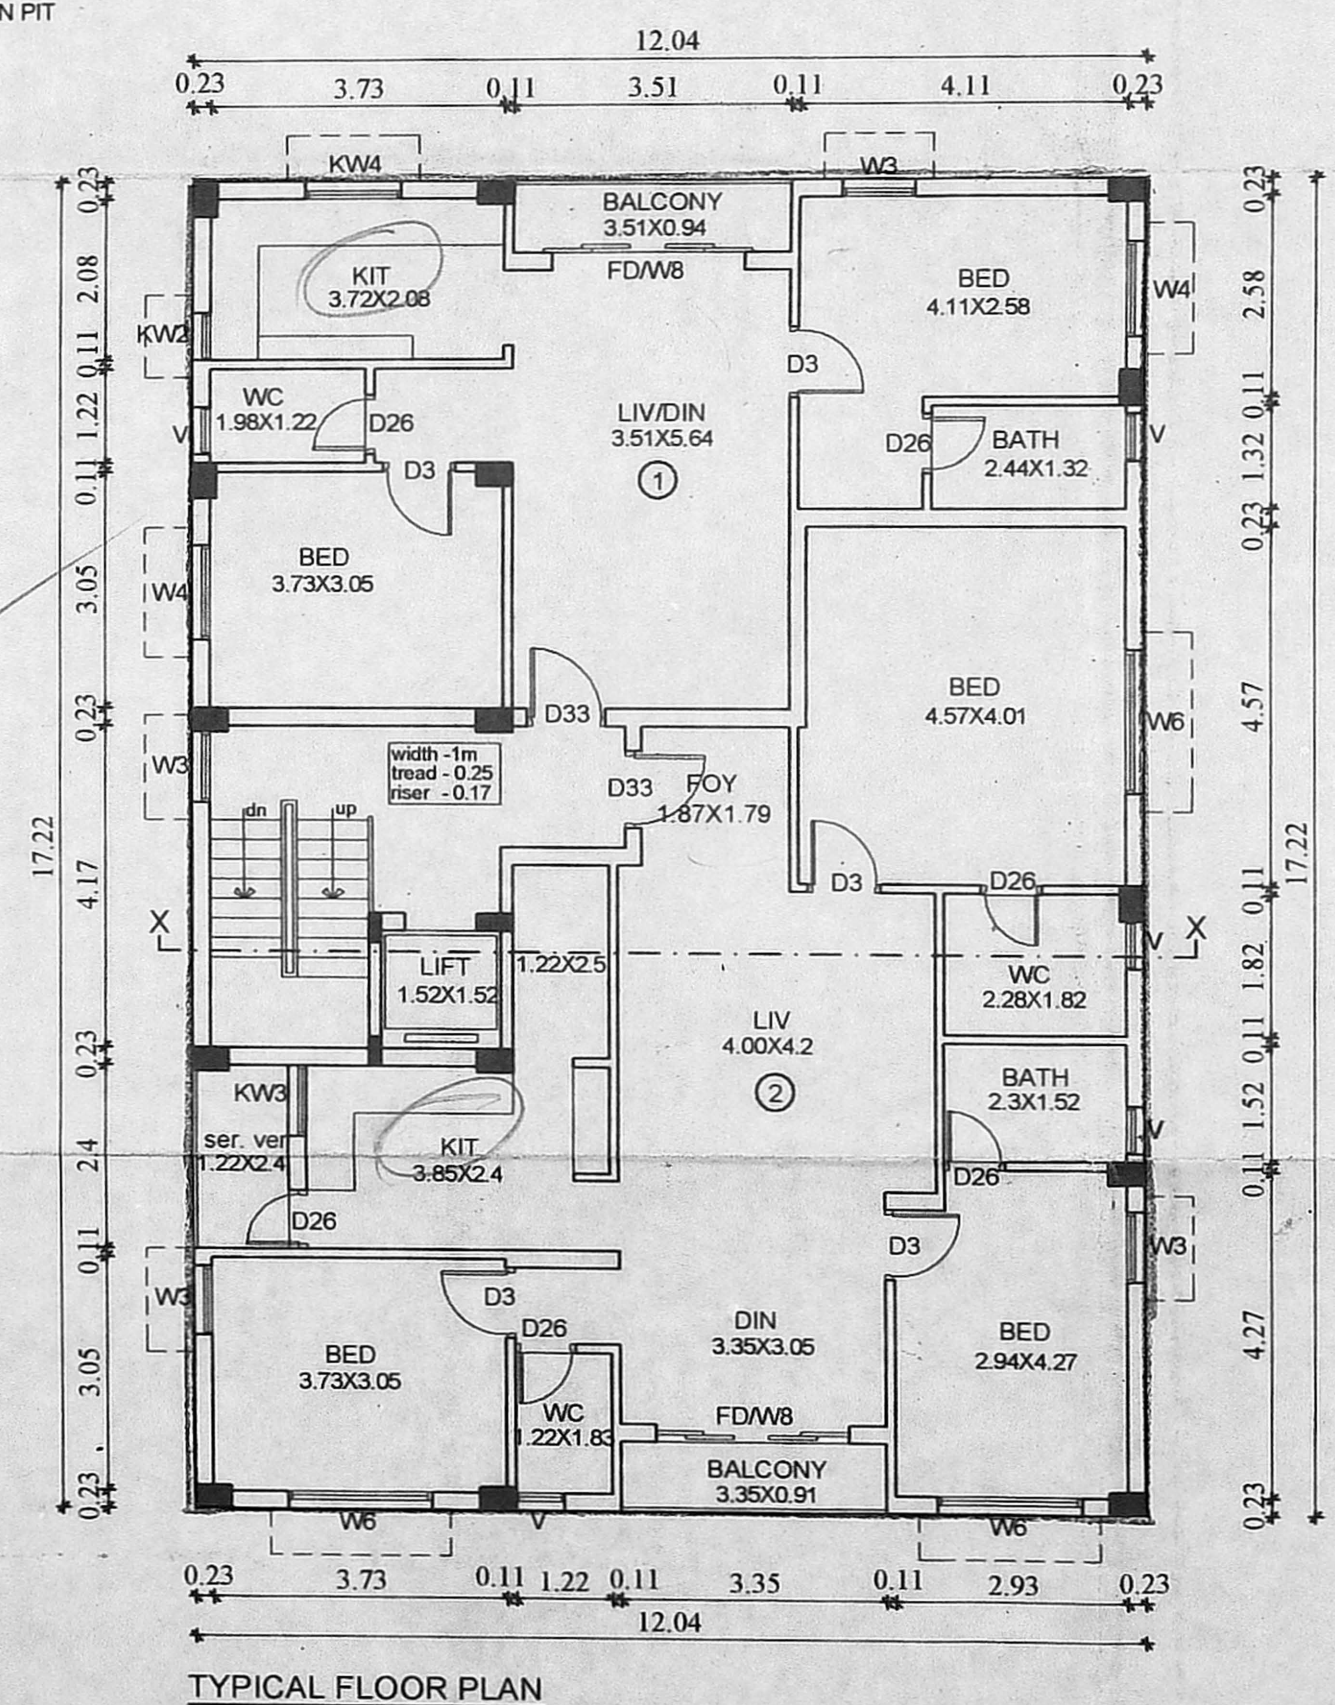 N PIT
12.04
0.23 3.73 0.11 3.51 0.11 4.11 0.23
KW4 W3
BALCONY
3.51X0.94
FD/W8
KIT
3.72X2.08
BED
4.11X2.58
W4
KW2
D3
WC
1.98X1.22
D26
V
LIV/DIN
3.51X5.64
1
D26
BATH
2.44X1.32
V
D3
BED
3.73X3.05
W4
BED
4.57X4.01
W6
D33
W3
width -1m
tread - 0.25
riser - 0.17
D33
FOY
1.87X1.79
dn up
D3
D26
X X
V
LIFT
1.52X1.52
1.22X2.5
WC
2.28X1.82
LIV
4.00X4.2
2
BATH
2.3X1.52
V
KW3
ser. ver
1.22X2.4
KIT
3.85X2.4
D26
D26
D3
W3
W3
D3
D26
DIN
3.35X3.05
BED
3.73X3.05
BED
2.94X4.27
WC
1.22X1.83
FD/W8
BALCONY
3.35X0.91
W6 V W6
0.23 3.73 0.11 1.22 0.11 3.35 0.11 2.93 0.23
12.04
17.22
0.23
2.08
0.11
1.22
0.11
3.05
0.23
4.17
0.23
2.4
0.11
3.05
0.23
0.23
2.58
0.11
1.32
0.23
4.57
0.11
1.82
0.11
1.52
0.11
4.27
0.23
17.22
TYPICAL FLOOR PLAN